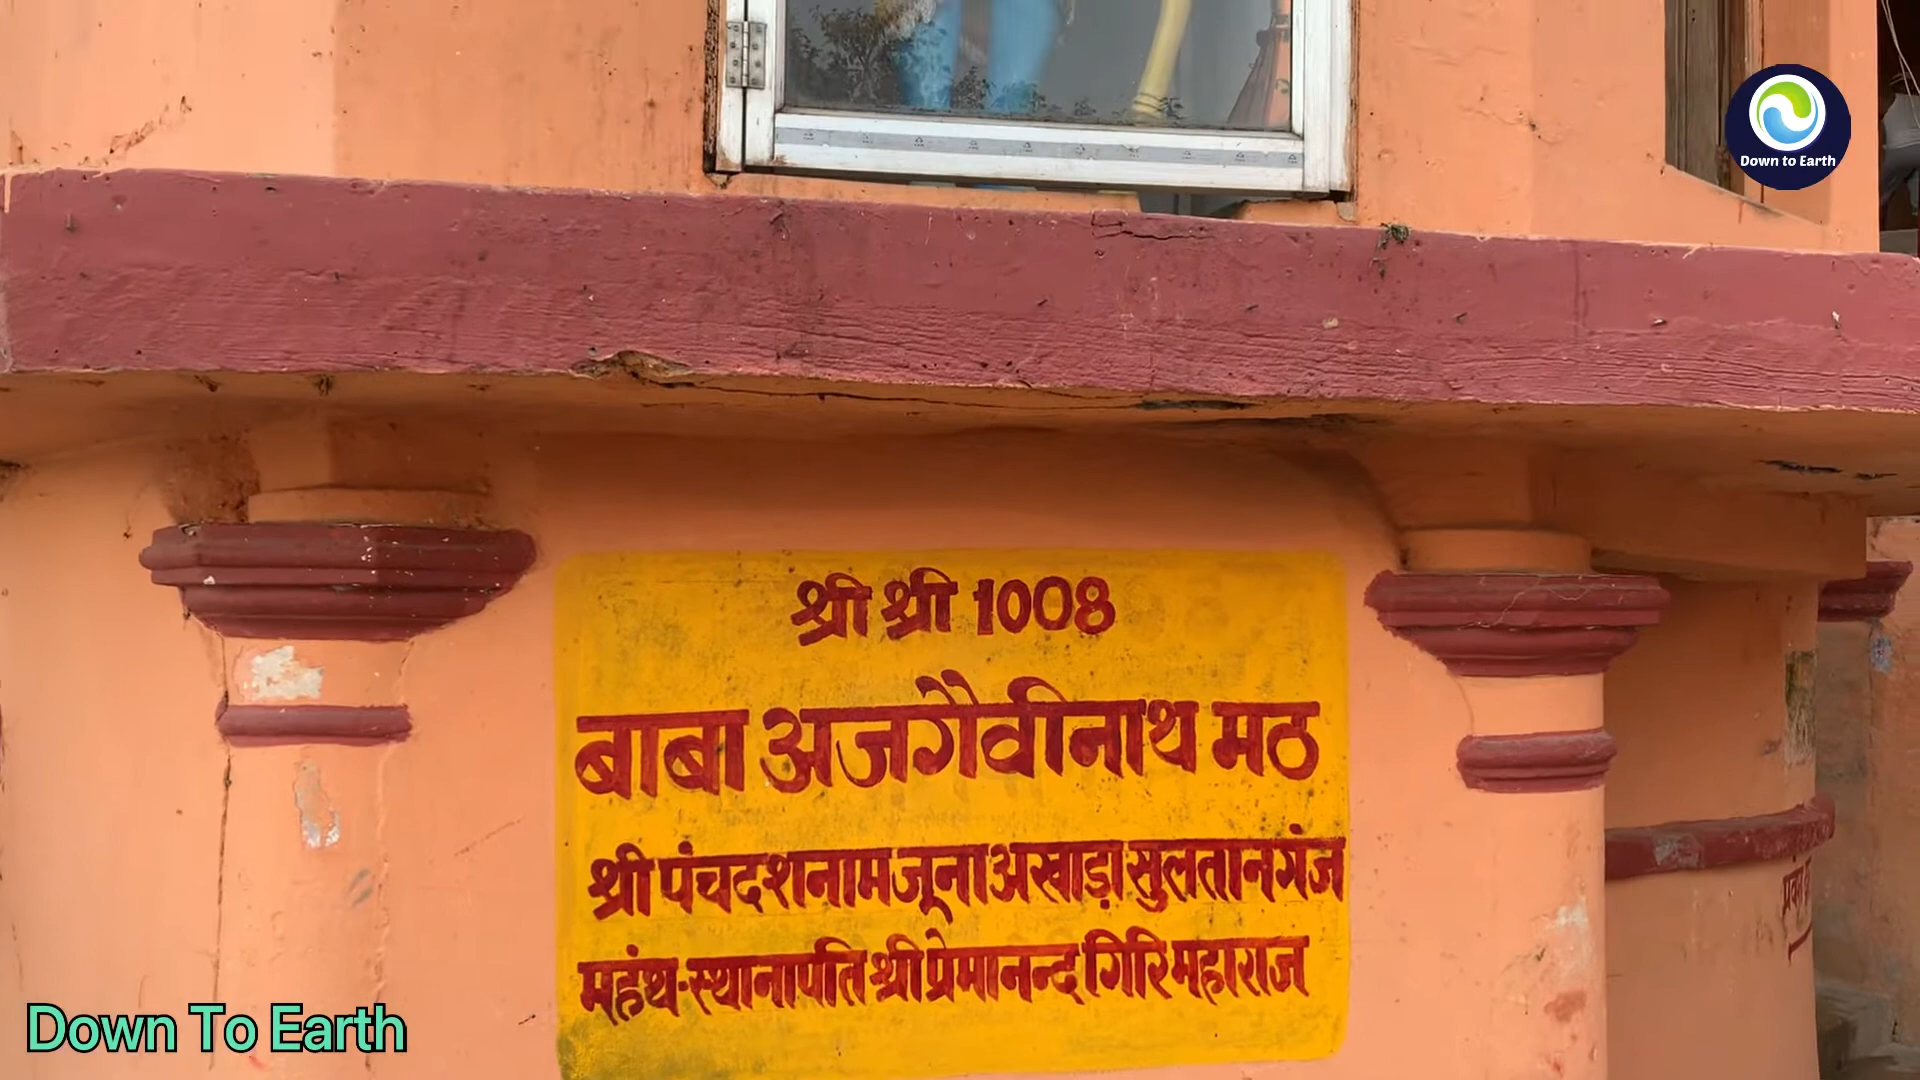 Down to Earth
श्री श्री 1008
बाबा अजगैवीनाथ मठ
श्री पंचदशनाम जूना अखाड़ा सुलतानगंज
महंथ-स्थानापति श्री प्रेमानन्द गिरि महाराज
Down To Earth